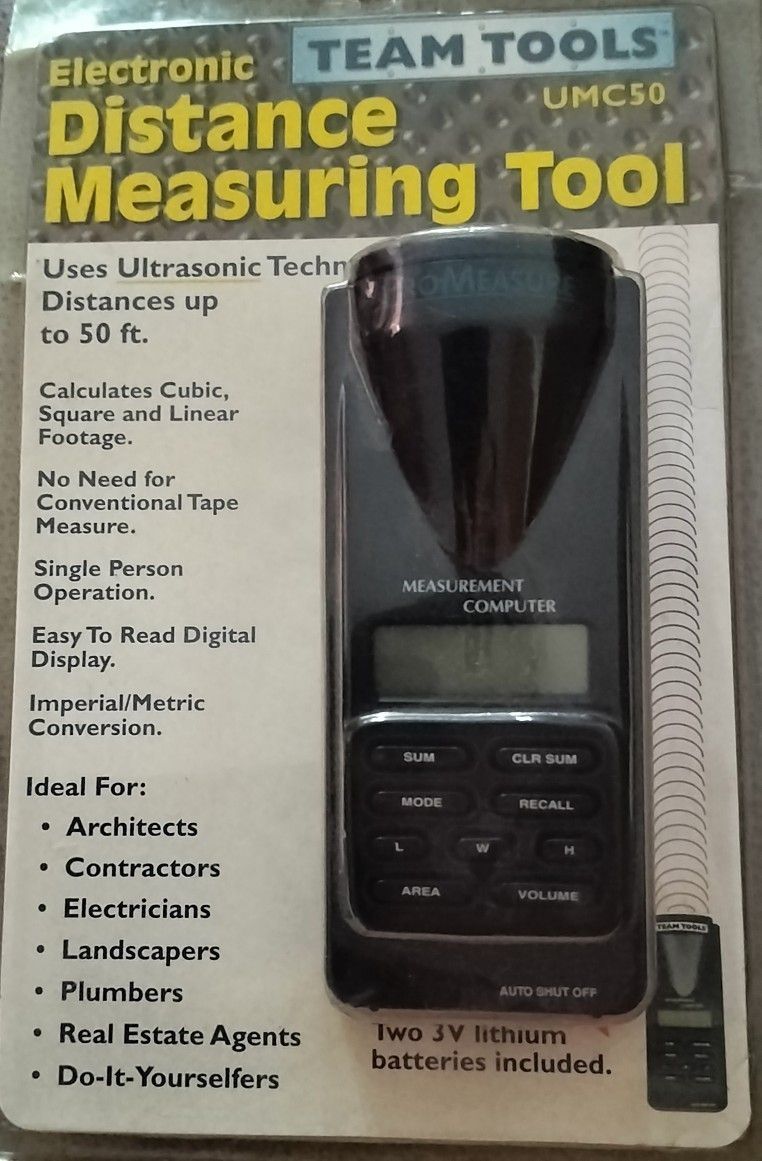 TEAM TOOLS™
Electronic
UMC50
Distance
Measuring Tool
Uses Ultrasonic
Distances up
to 50 ft.
Calculates Cubic,
Square and Linear
Footage.
No Need for
Conventional Tape
Measure.
Single Person
Operation.
Easy To Read Digital
Display.
Imperial/Metric
Conversion.
Ideal For:
• Architects
• Contractors
• Electricians
• Landscapers
• Plumbers
• Real Estate Agents
• Do-It-Yourselfers
MEASUREMENT
COMPUTER
SUM CLR SUM
MODE RECALL
L W H
AREA VOLUME
AUTO SHUT OFF
Two 3V lithium
batteries included.
TEAM TOOLS